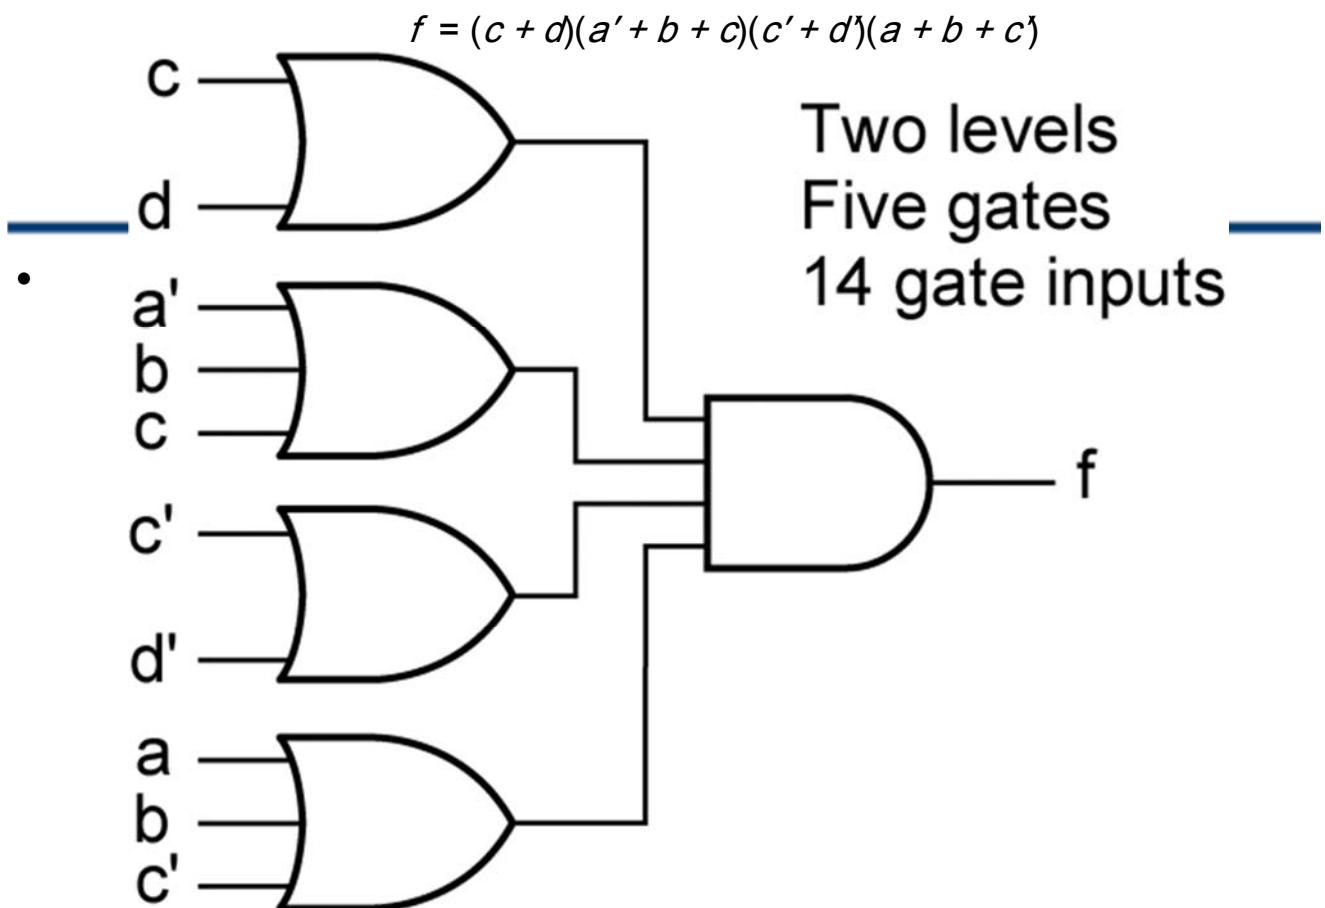 f = (c + d)(a′ + b + c)(c′ + d′)(a + b + c′)
c
d
Two levels
Five gates
14 gate inputs
•
a'
b
c
c'
d'
f
a
b
c'